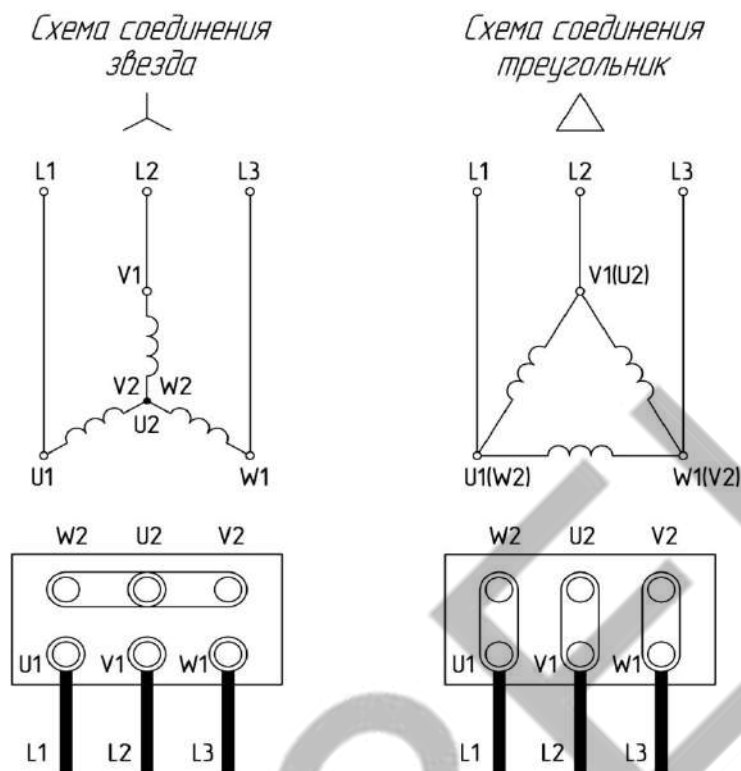 Схема соединения
звезда
L1 L2 L3
V1
V2 W2
U2
U1 W1
W2 U2 V2
U1 V1 W1
L1 L2 L3
Схема соединения
треугольник
L1 L2 L3
V1(U2)
U1(W2) W1(V2)
W2 U2 V2
U1 V1 W1
L1 L2 L3